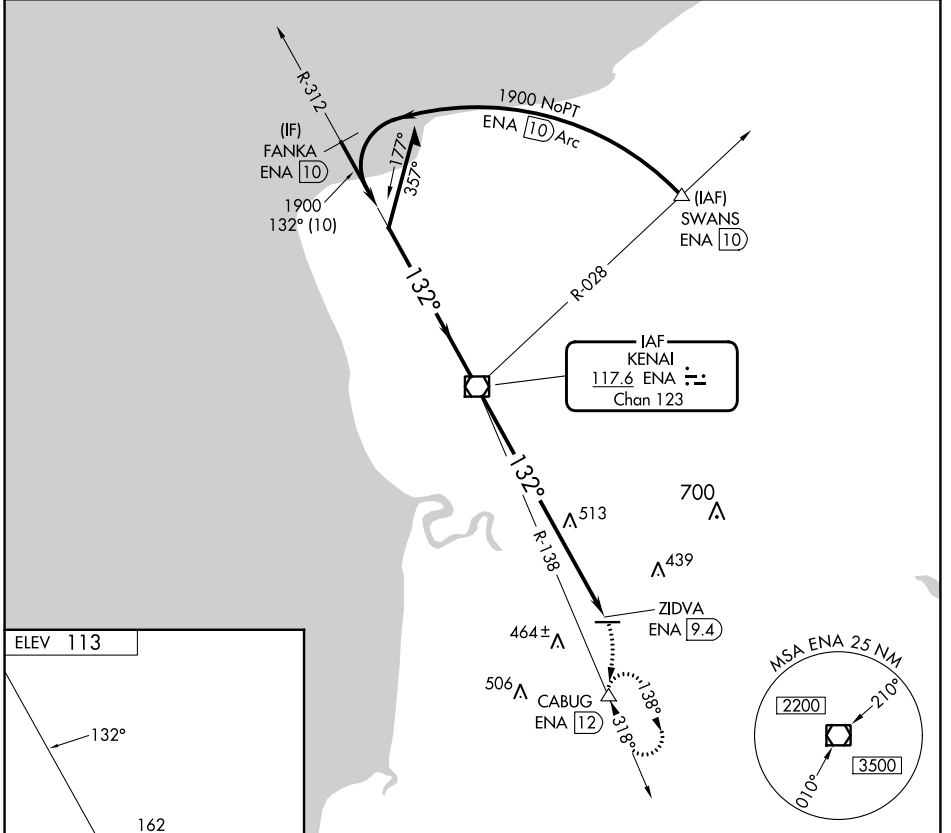 R-312
1900 NoPT
ENA 10 Arc
(IF)
FANKA
ENA 10
177°
357°
1900
132° (10)
(IAF)
SWANS
ENA 10
132°
R-028
IAF
KENAI
117.6 ENA
Chan 123
132°
513
700
R-138
439
ZIDVA
ENA 9.4
464±
506
CABUG
ENA 12
138°
318°
ELEV 113
132°
162
MSA ENA 25 NM
2200
210°
3500
010°